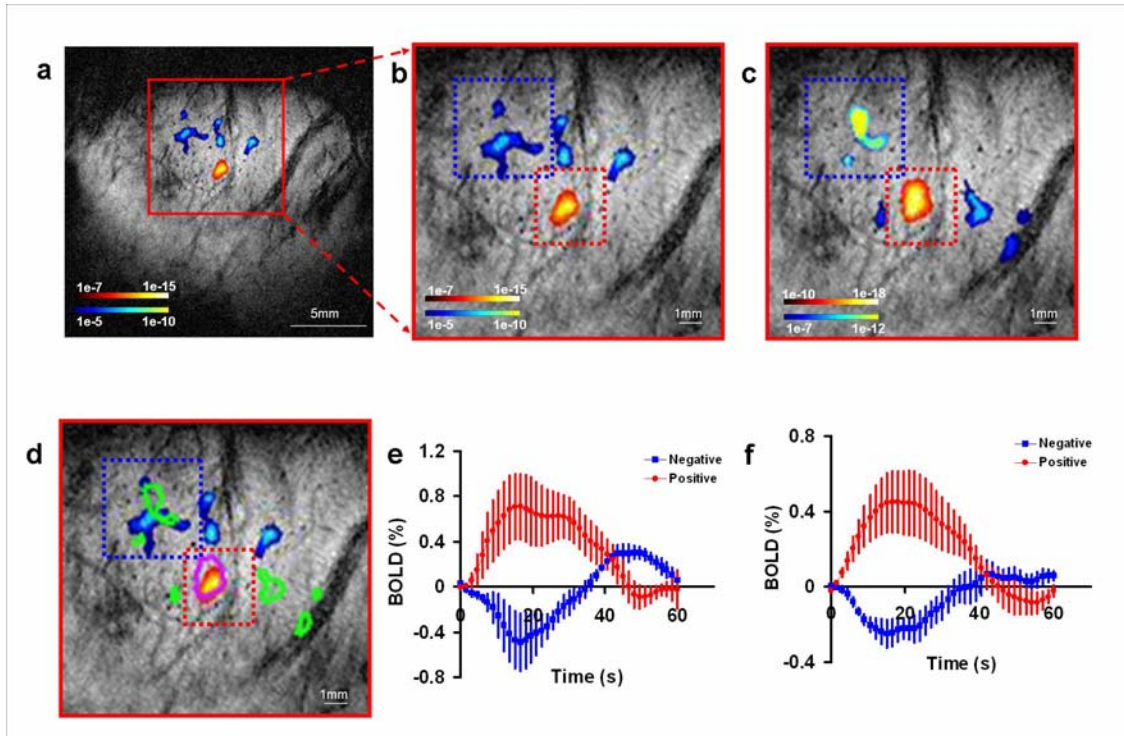 a
1e-7 1e-15
1e-5 1e-10
5mm
b
1e-7 1e-15
1e-5 1e-10
1mm
c
1e-10 1e-18
1e-7 1e-12
1mm
d
1mm
e
1.2
0.8
0.4
0
-0.4
-0.8
BOLD (%)
Negative
Positive
0 20 40 60
Time (s)
f
0.8
0.4
0
-0.4
BOLD (%)
Negative
Positive
0 20 40 60
Time (s)